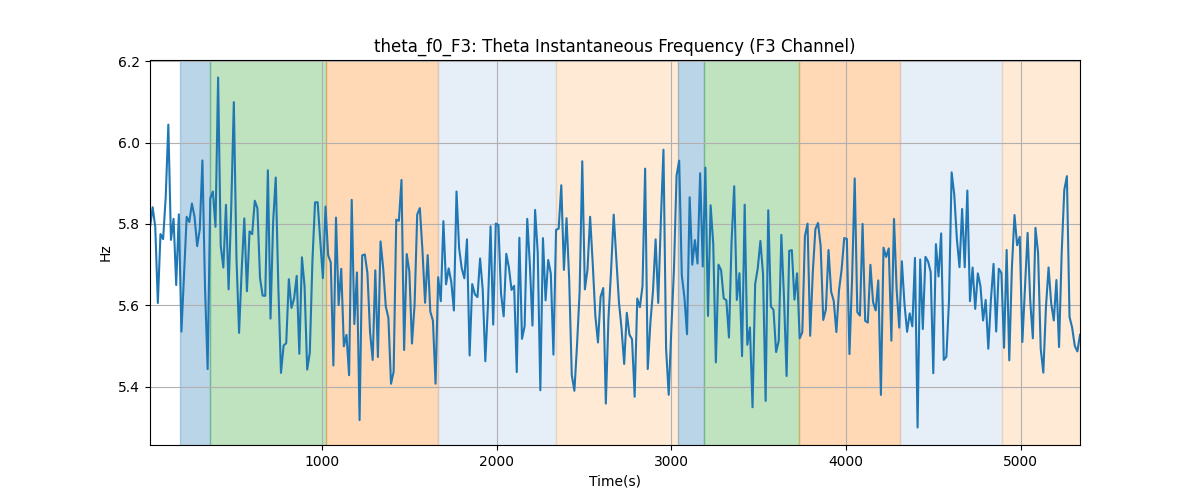 theta_f0_F3: Theta Instantaneous Frequency (F3 Channel)
6.2
6.0
5.8
5.6
5.4
Hz
1000 2000 3000 4000 5000
Time(s)